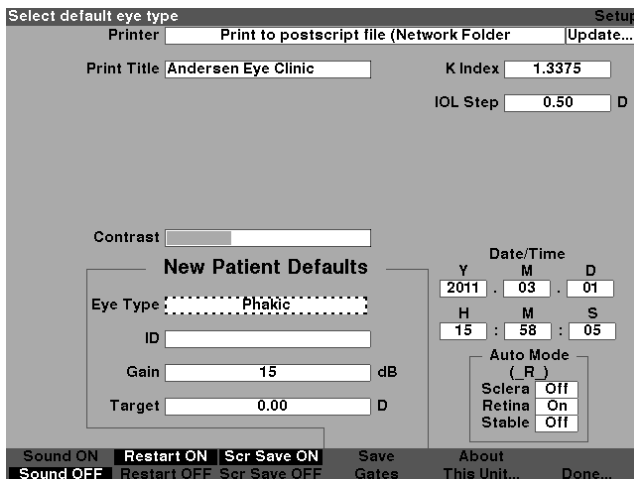 Select default eye type Setup
Printer Print to postscript file (Network Folder Update...
Print Title Andersen Eye Clinic K Index 1.3375
IOL Step 0.50 D
Contrast
New Patient Defaults
Date/Time
Y M D
2011 . 03 . 01
Eye Type Phakic
H M S
15 : 58 : 05
ID
Auto Mode
(_R_)
Gain 15 dB
Sclera Off
Retina On
Target 0.00 D
Stable Off
Sound ON Restart ON Scr Save ON Save About
Sound OFF Restart OFF Scr Save OFF Gates This Unit... Done...